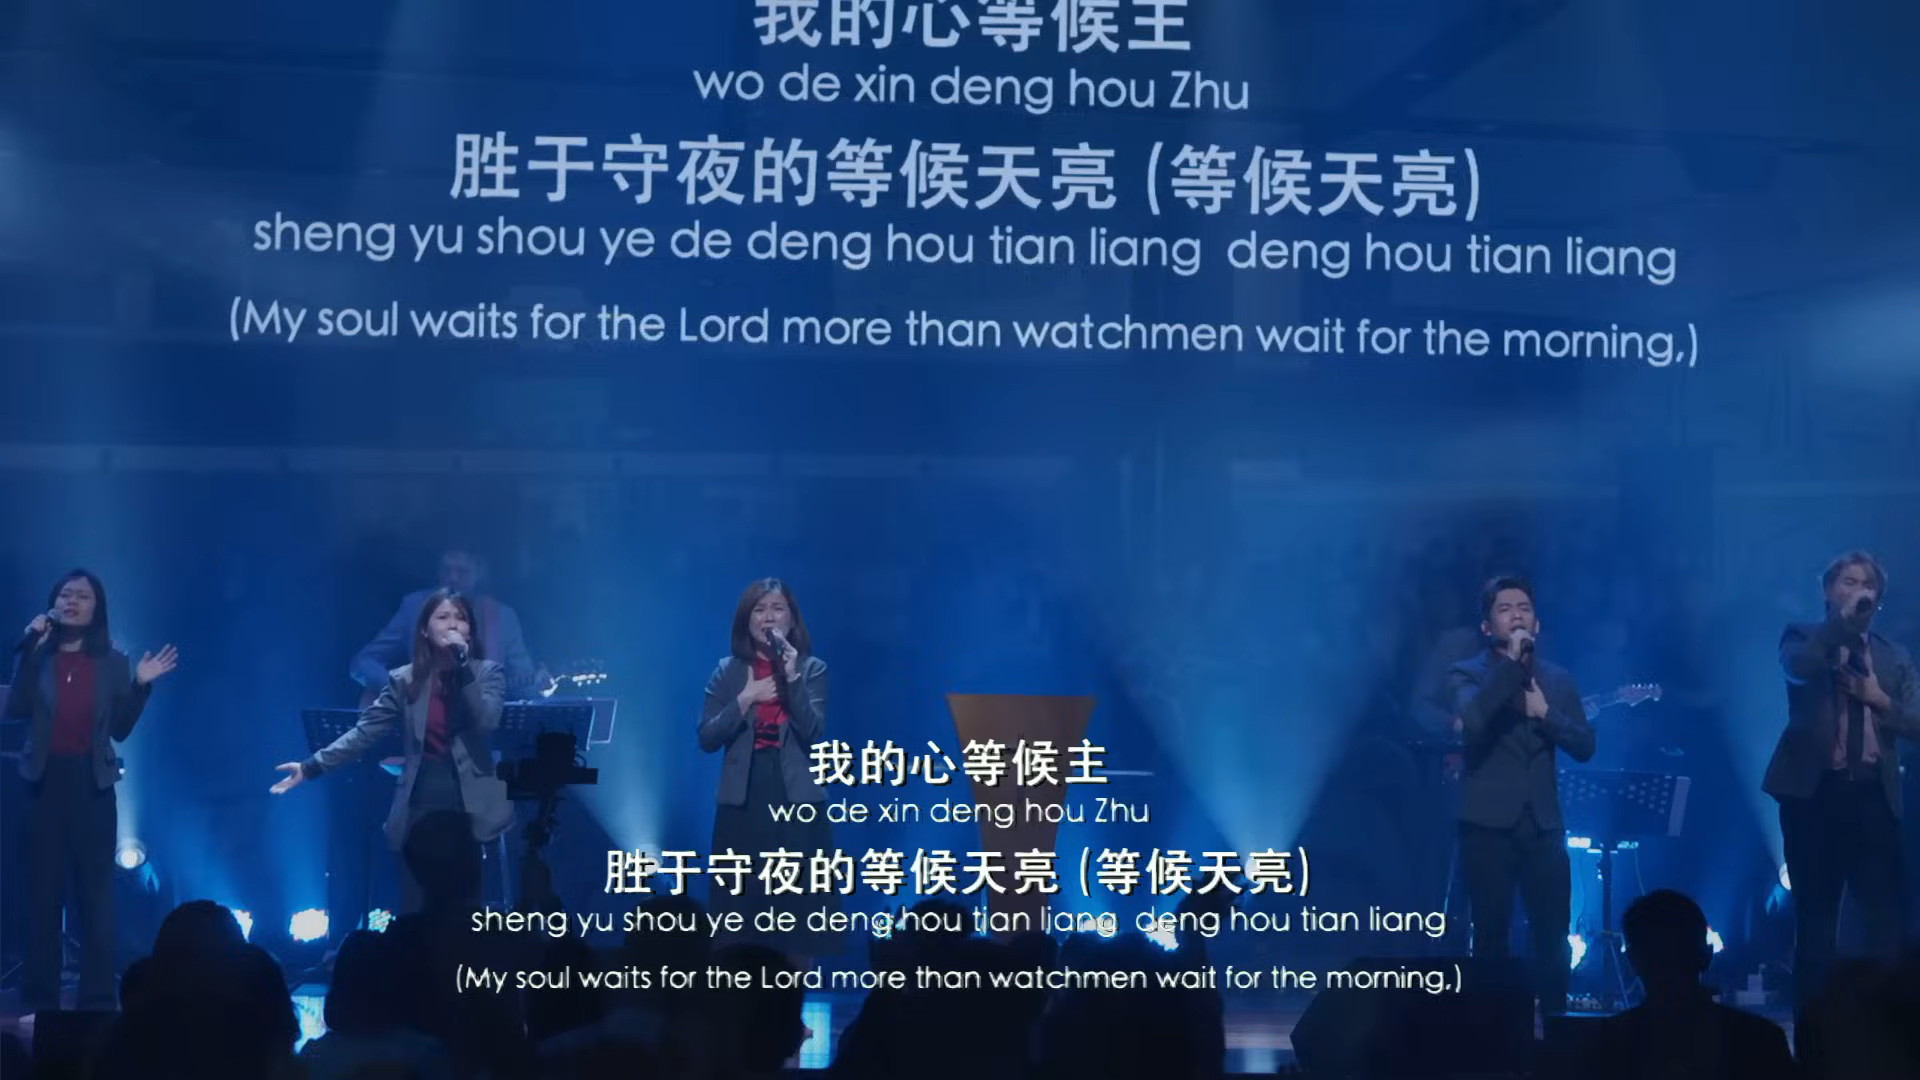 我的心等候主
wo de xin deng hou Zhu
胜于守夜的等候天亮 (等候天亮)
sheng yu shou ye de deng hou tian liang deng hou tian liang
(My soul waits for the Lord more than watchmen wait for the morning,)
我的心等候主
wo de xin deng hou Zhu
胜于守夜的等候天亮 (等候天亮)
sheng yu shou ye de deng hou tian liang deng hou tian liang
(My soul waits for the Lord more than watchmen wait for the morning,)